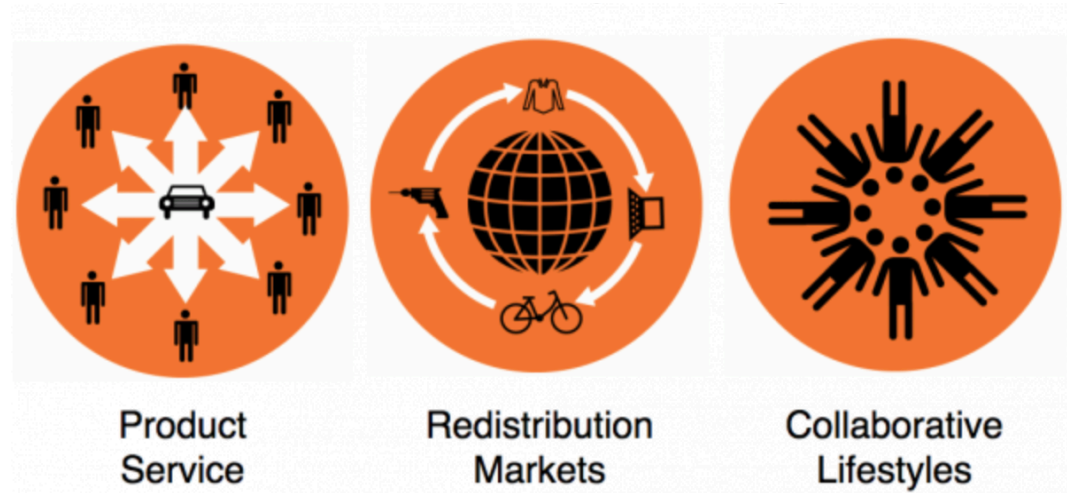 Product
Service
Redistribution
Markets
Collaborative
Lifestyles